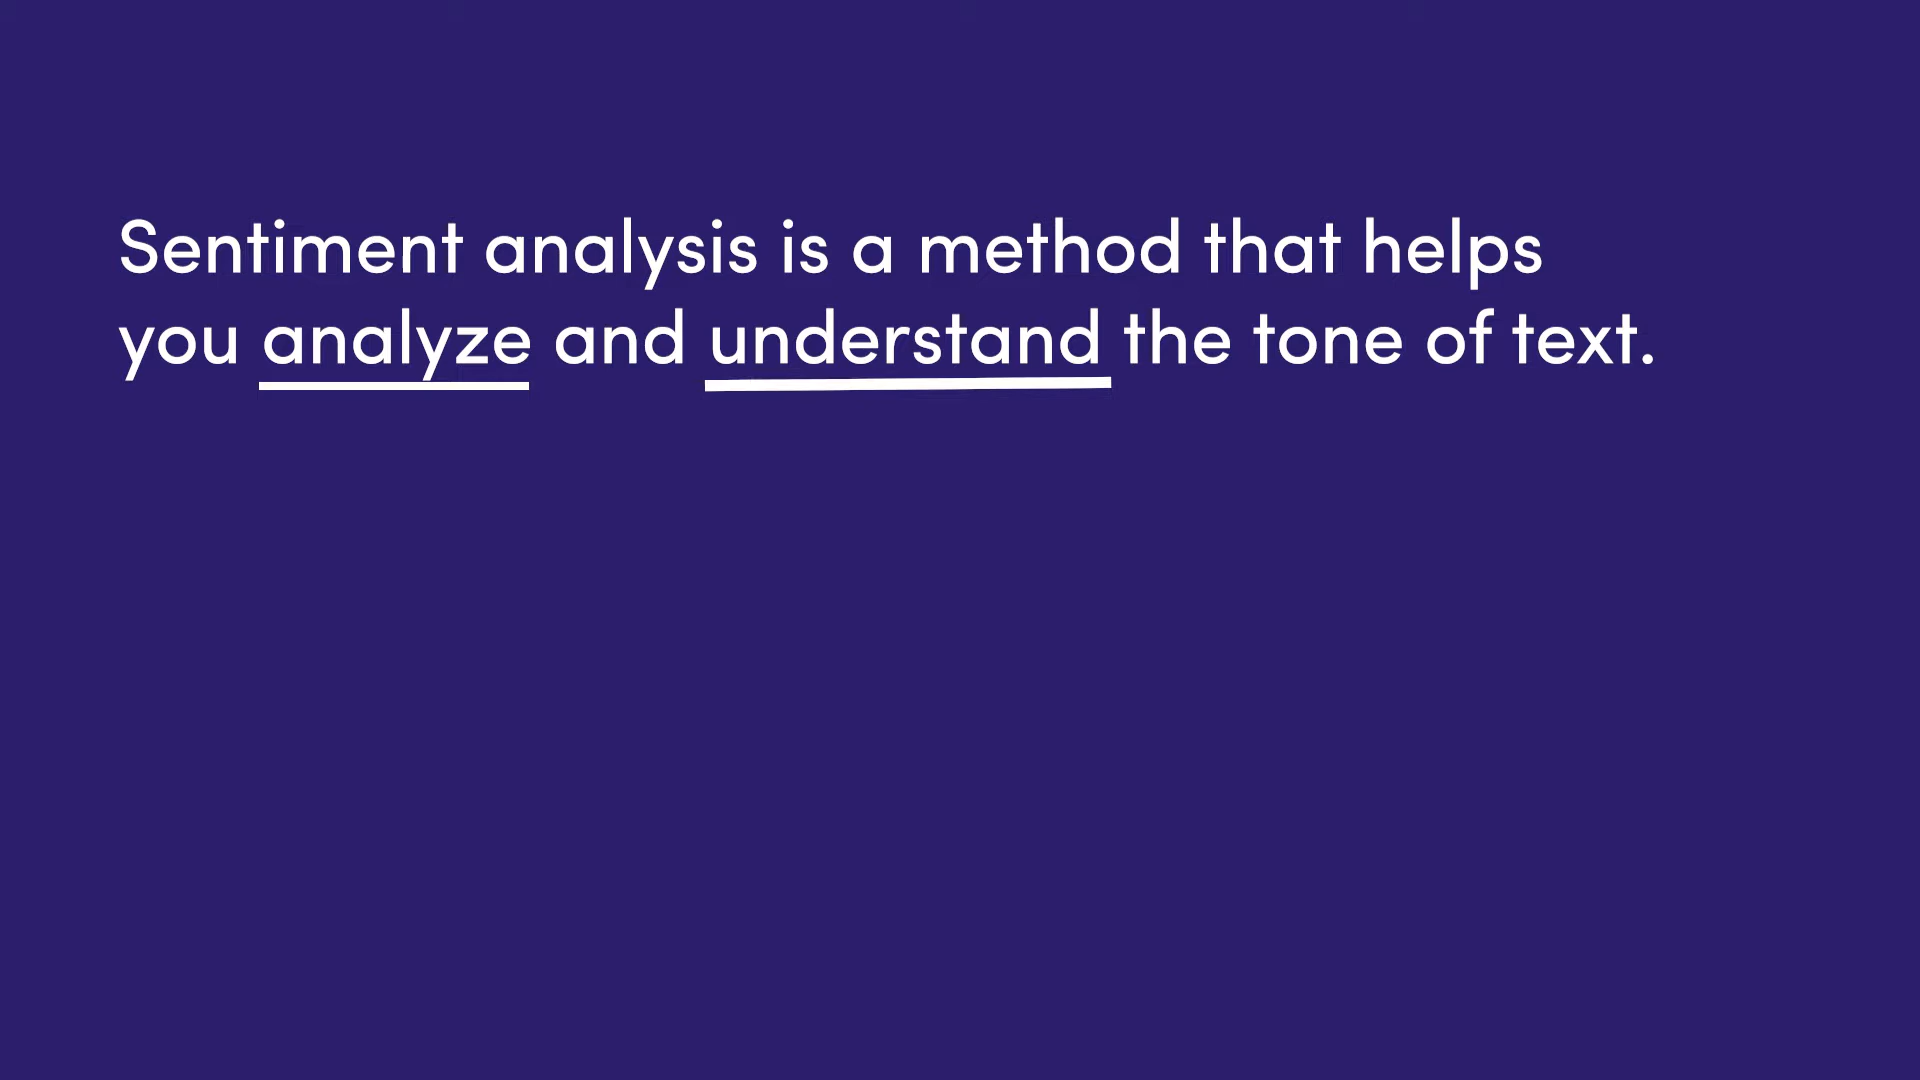 Sentiment analysis is a method that helps
you analyze and understand the tone of text.